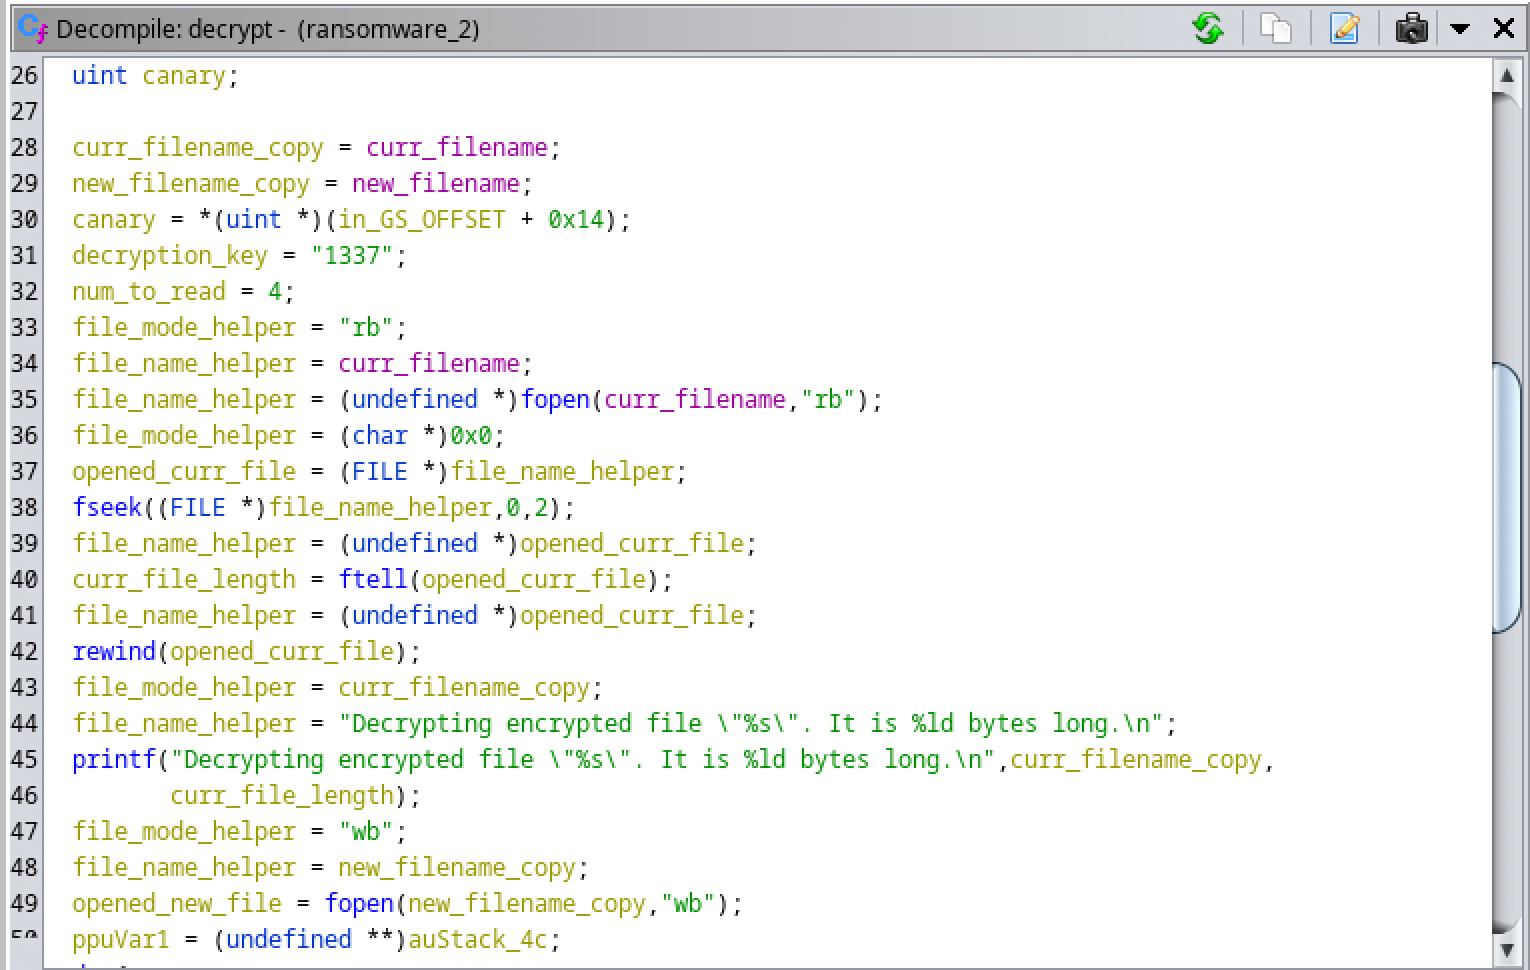 Decompile: decrypt - (ransomware_2)
26 uint canary;
27
28 curr_filename_copy = curr_filename;
29 new_filename_copy = new_filename;
30 canary = *(uint *)(in_GS_OFFSET + 0x14);
31 decryption_key = "1337";
32 num_to_read = 4;
33 file_mode_helper = "rb";
34 file_name_helper = curr_filename;
35 file_name_helper = (undefined *)fopen(curr_filename,"rb");
36 file_mode_helper = (char *)0x0;
37 opened_curr_file = (FILE *)file_name_helper;
38 fseek((FILE *)file_name_helper,0,2);
39 file_name_helper = (undefined *)opened_curr_file;
40 curr_file_length = ftell(opened_curr_file);
41 file_name_helper = (undefined *)opened_curr_file;
42 rewind(opened_curr_file);
43 file_mode_helper = curr_filename_copy;
44 file_name_helper = "Decrypting encrypted file \"%s\". It is %ld bytes long.\n";
45 printf("Decrypting encrypted file \"%s\". It is %ld bytes long.\n",curr_filename_copy,
46 curr_file_length);
47 file_mode_helper = "wb";
48 file_name_helper = new_filename_copy;
49 opened_new_file = fopen(new_filename_copy,"wb");
ppuVar1 = (undefined **)auStack_4c;